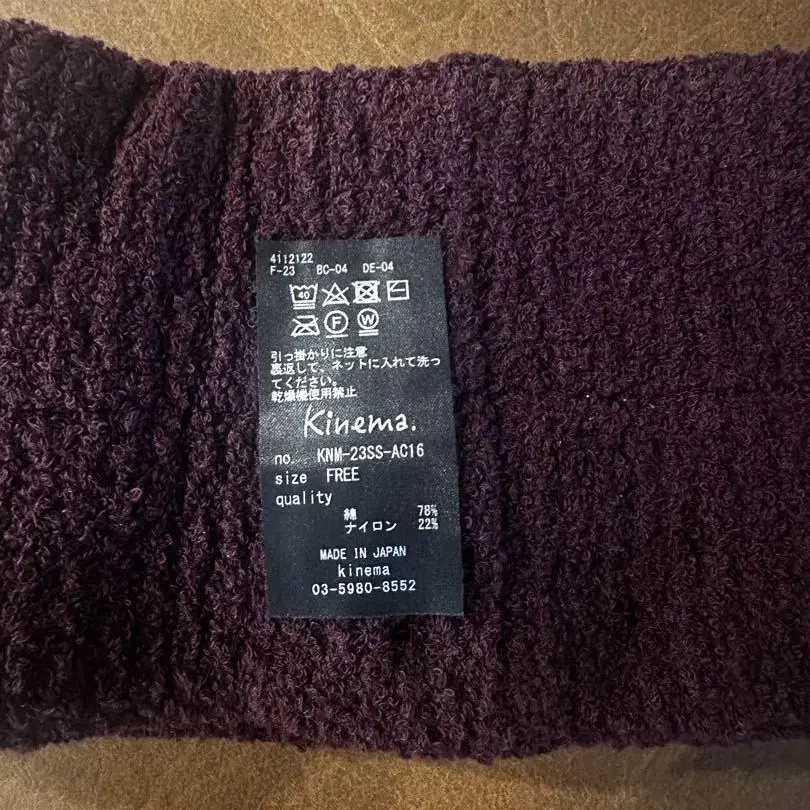 4112122
F-23 BC-04 DE-04
40
F W
引っ掛かりに注意
裏返して、ネットに入れて洗っ
てください。
乾燥機使用禁止
Kinema.
no. KNM-23SS-AC16
size FREE
quality
綿 78%
ナイロン 22%
MADE IN JAPAN
kinema
03-5980-8552